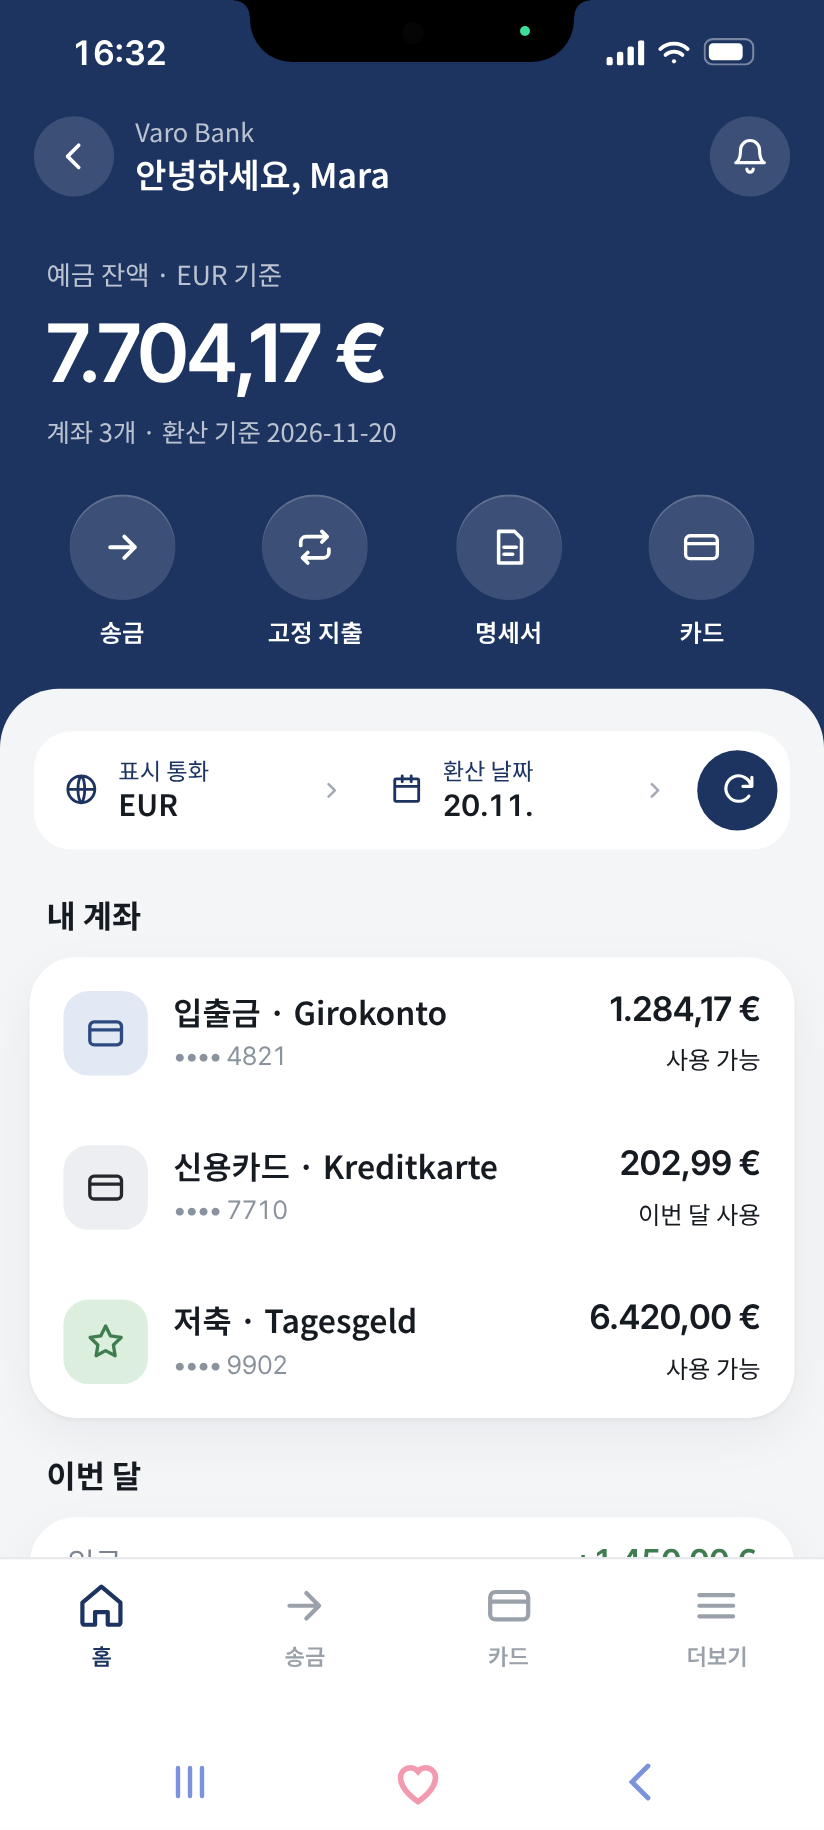 16:32
Varo Bank
안녕하세요, Mara
예금 잔액 · EUR 기준
7.704,17 €
계좌 3개 · 환산 기준 2026-11-20
송금
고정 지출
명세서
카드
표시 통화
EUR
환산 날짜
20.11.
내 계좌
입출금 · Girokonto
1.284,17 €
•••• 4821
사용 가능
신용카드 · Kreditkarte
202,99 €
•••• 7710
이번 달 사용
저축 · Tagesgeld
6.420,00 €
•••• 9902
사용 가능
이번 달
홈
송금
카드
더보기